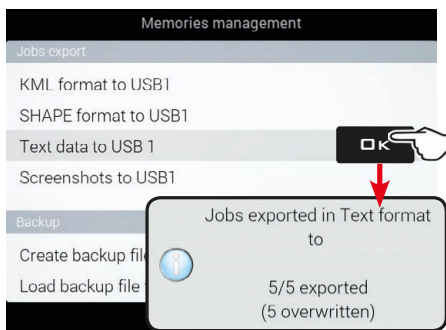 Memories management
Jobs export
KML format to USB1
SHAPE format to USB1
Text data to USB 1
OK
Screenshots to USB1
Backup
Create backup
Load backup file
Jobs exported in Text format
to
5/5 exported
(5 overwritten)